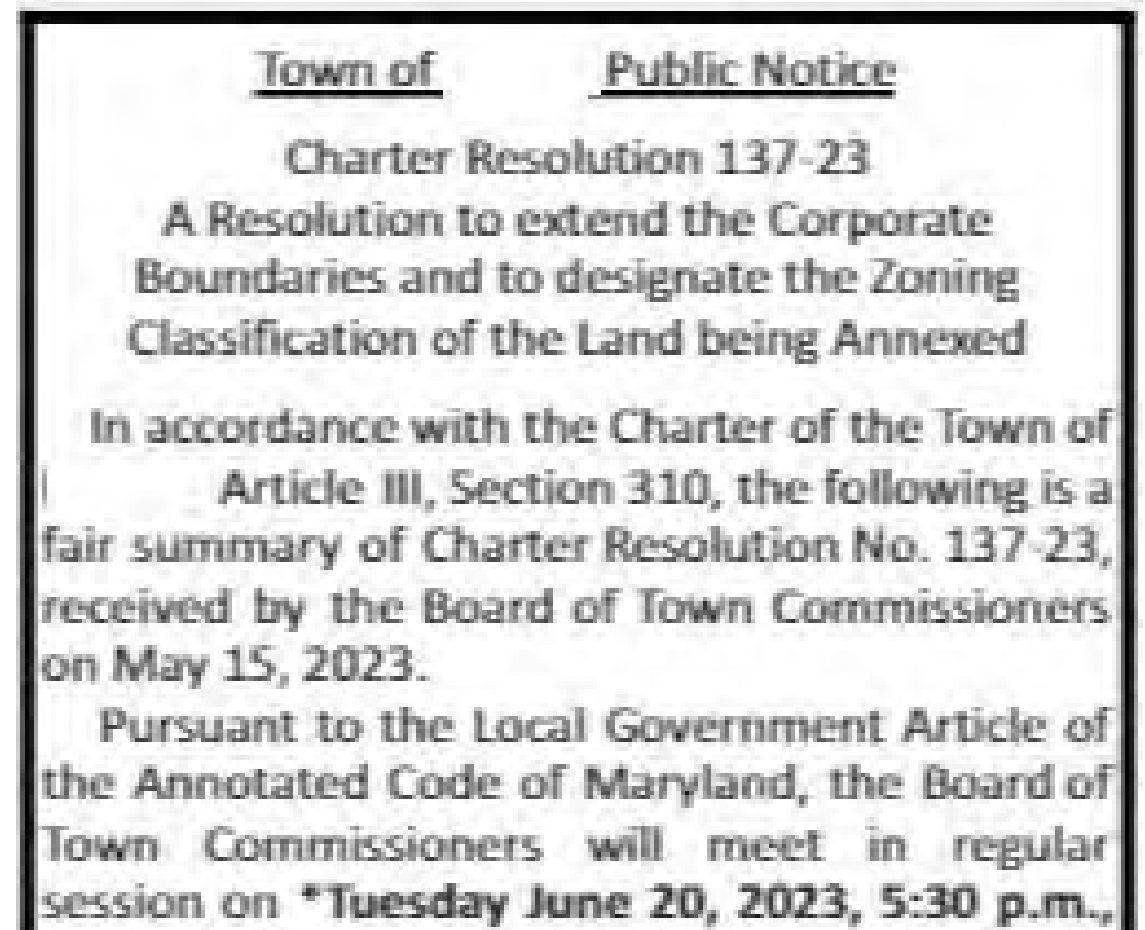 Town of Public Notice
Charter Resolution 137-23
A Resolution to extend the Corporate
Boundaries and to designate the Zoning
Classification of the Land being Annexed
In accordance with the Charter of the Town of
Article III, Section 310, the following is a
fair summary of Charter Resolution No. 137-23,
received by the Board of Town Commissioners
on May 15, 2023.
Pursuant to the Local Government Article of
the Annotated Code of Maryland, the Board of
Town Commissioners will meet in regular
session on *Tuesday June 20, 2023, 5:30 p.m.,